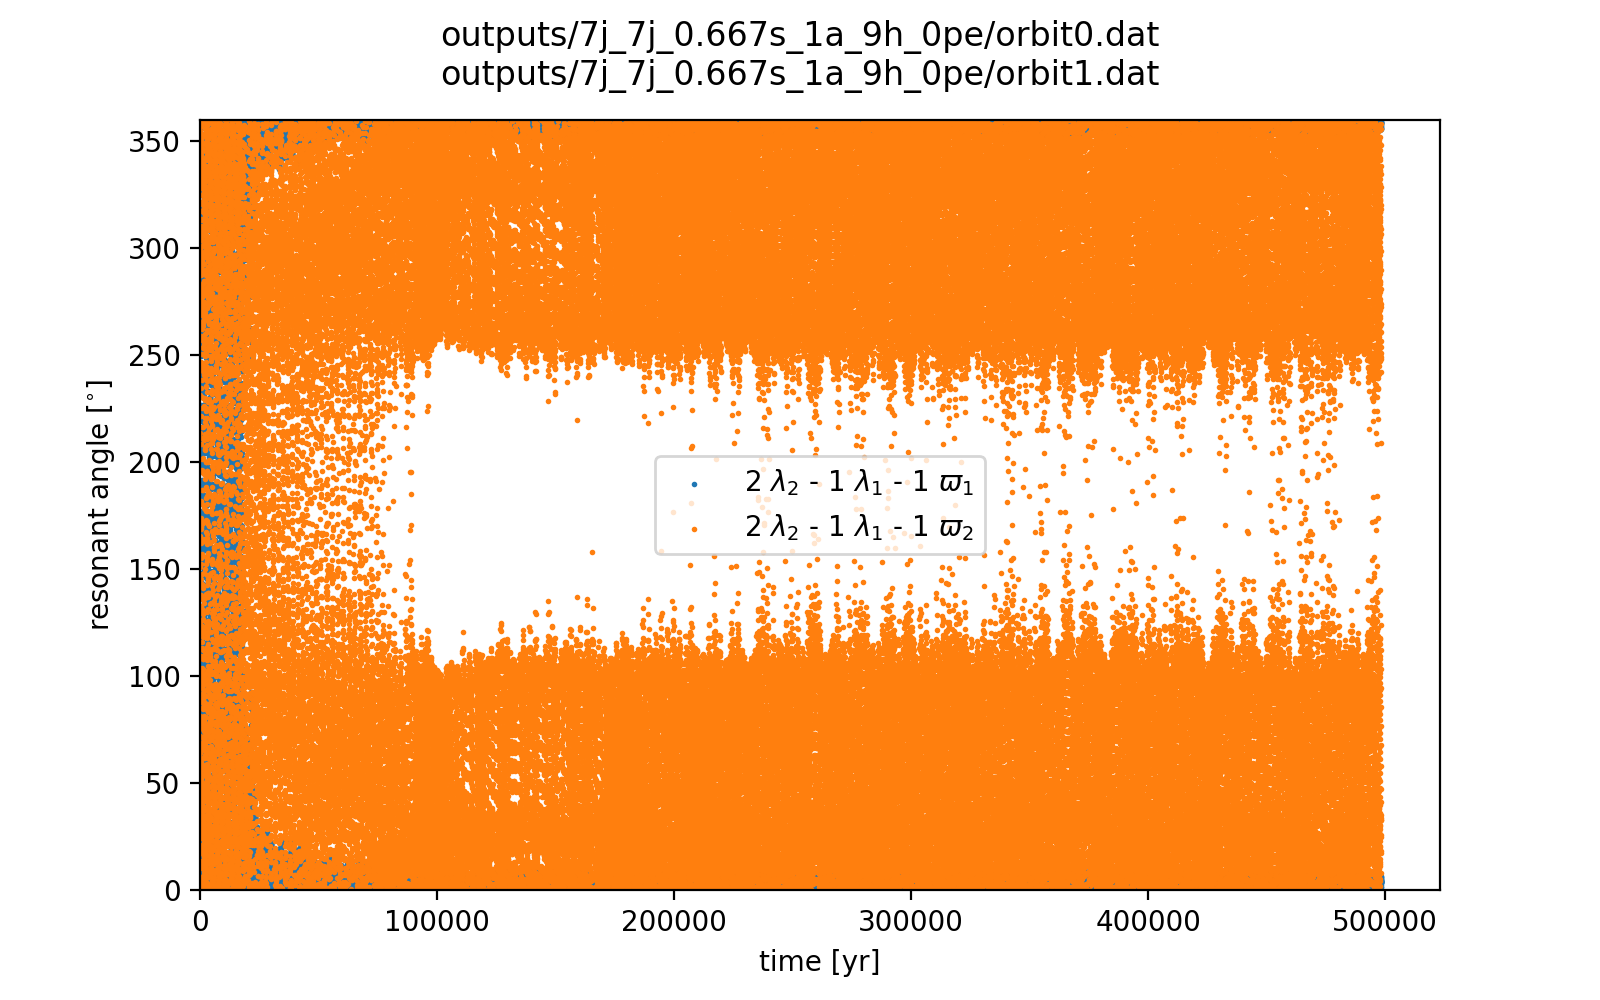 outputs/7j_7j_0.667s_1a_9h_0pe/orbit0.dat
outputs/7j_7j_0.667s_1a_9h_0pe/orbit1.dat
350
300
250
200
150
100
50
0
resonant angle [°]
2 λ₂ - 1 λ₁ - 1 ϖ₁
2 λ₂ - 1 λ₁ - 1 ϖ₂
0 100000 200000 300000 400000 500000
time [yr]